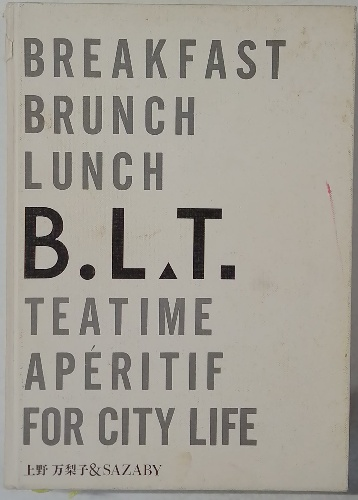 BREAKFAST
BRUNCH
LUNCH
B.L.T.
TEATIME
APÉRITIF
FOR CITY LIFE
上野 万梨子&SAZABY